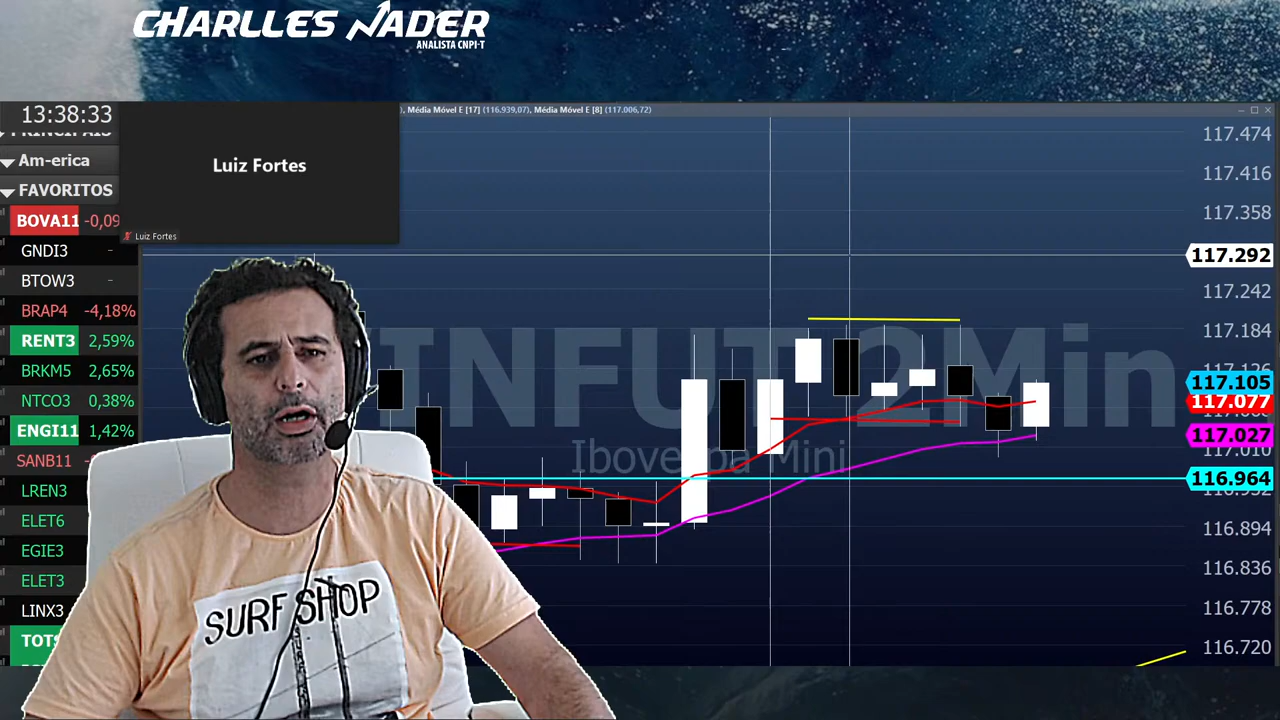 CHARLLES NADER
ANALISTA CNPI-T
13:38:33
PRINCIPAIS
Am-erica
FAVORITOS
BOVA11 -0,09
GNDI3 -
BTOW3 -
BRAP4 -4,18%
RENT3 2,59%
BRKM5 2,65%
NTCO3 0,38%
ENGI11 1,42%
SANB11
LREN3
ELET6
EGIE3
ELET3
LINX3
TOTS
Luiz Fortes
Luiz Fortes
, Média Móvel E [17] (116.939,07), Média Móvel E [8] (117.006,72)
INFUT 2Min
Ibovespa Mini
117.474
117.416
117.358
117.292
117.242
117.184
117.126
117.105
117.077
117.027
117.010
116.964
116.894
116.836
116.778
116.720
SURF SHOP